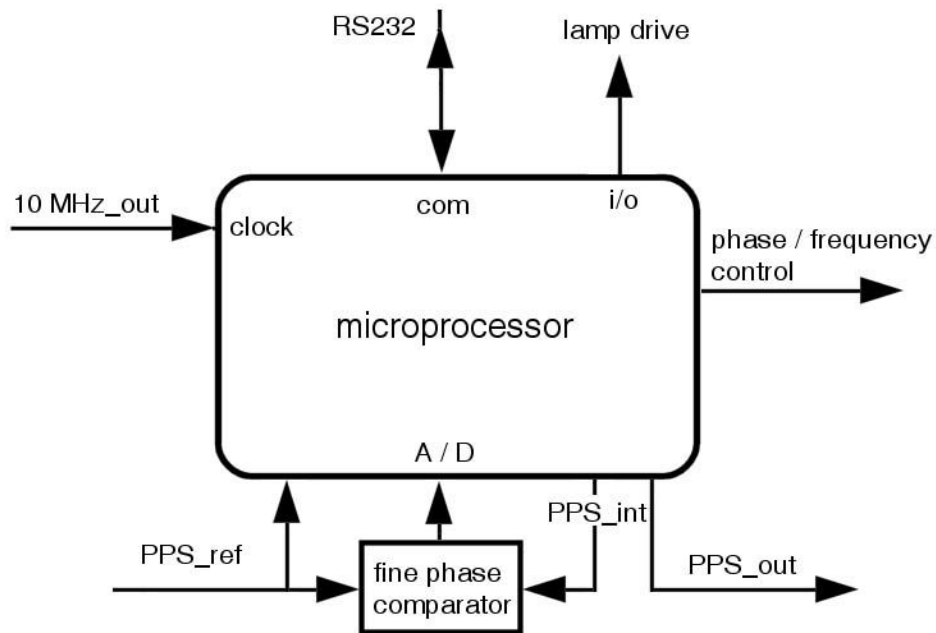 RS232
lamp drive
10 MHz_out
clock
com
i/o
phase / frequency
control
microprocessor
A / D
PPS_int
PPS_ref
fine phase
comparator
PPS_out